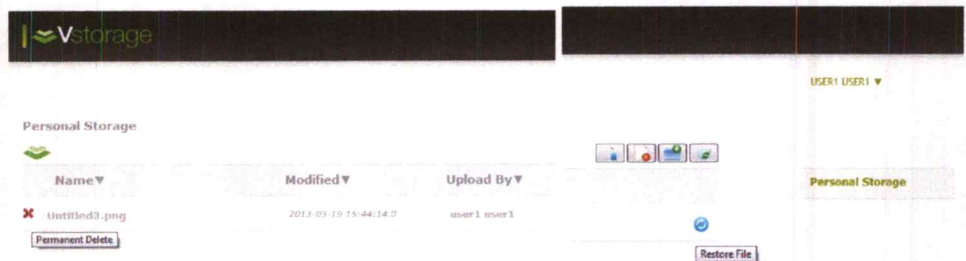 Vstorage
USER1 USER1 ▼
Personal Storage
Name▼ Modified▼ Upload By▼
Personal Storage
Untitled3.png 2013-03-19 15:44:14.0 user1 user1
Permanent Delete
Restore File